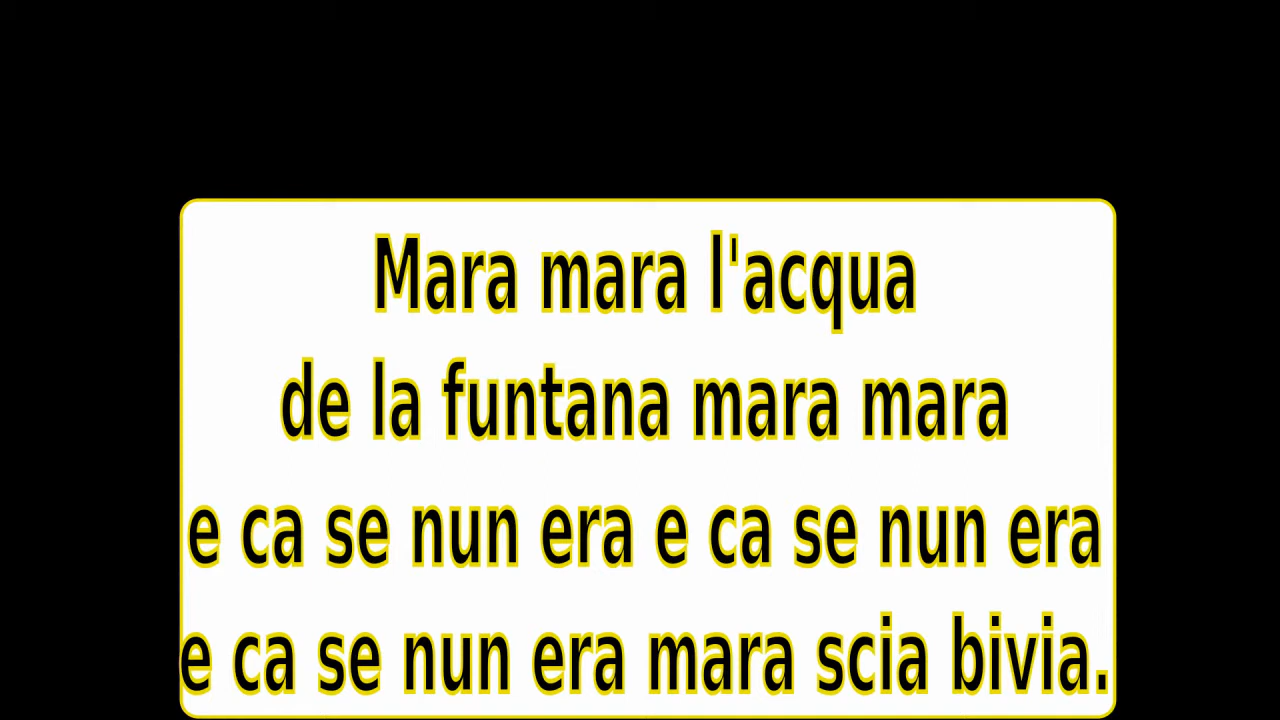 Mara mara l'acqua
de la funtana mara mara
e ca se nun era e ca se nun era
e ca se nun era mara scia bivia.